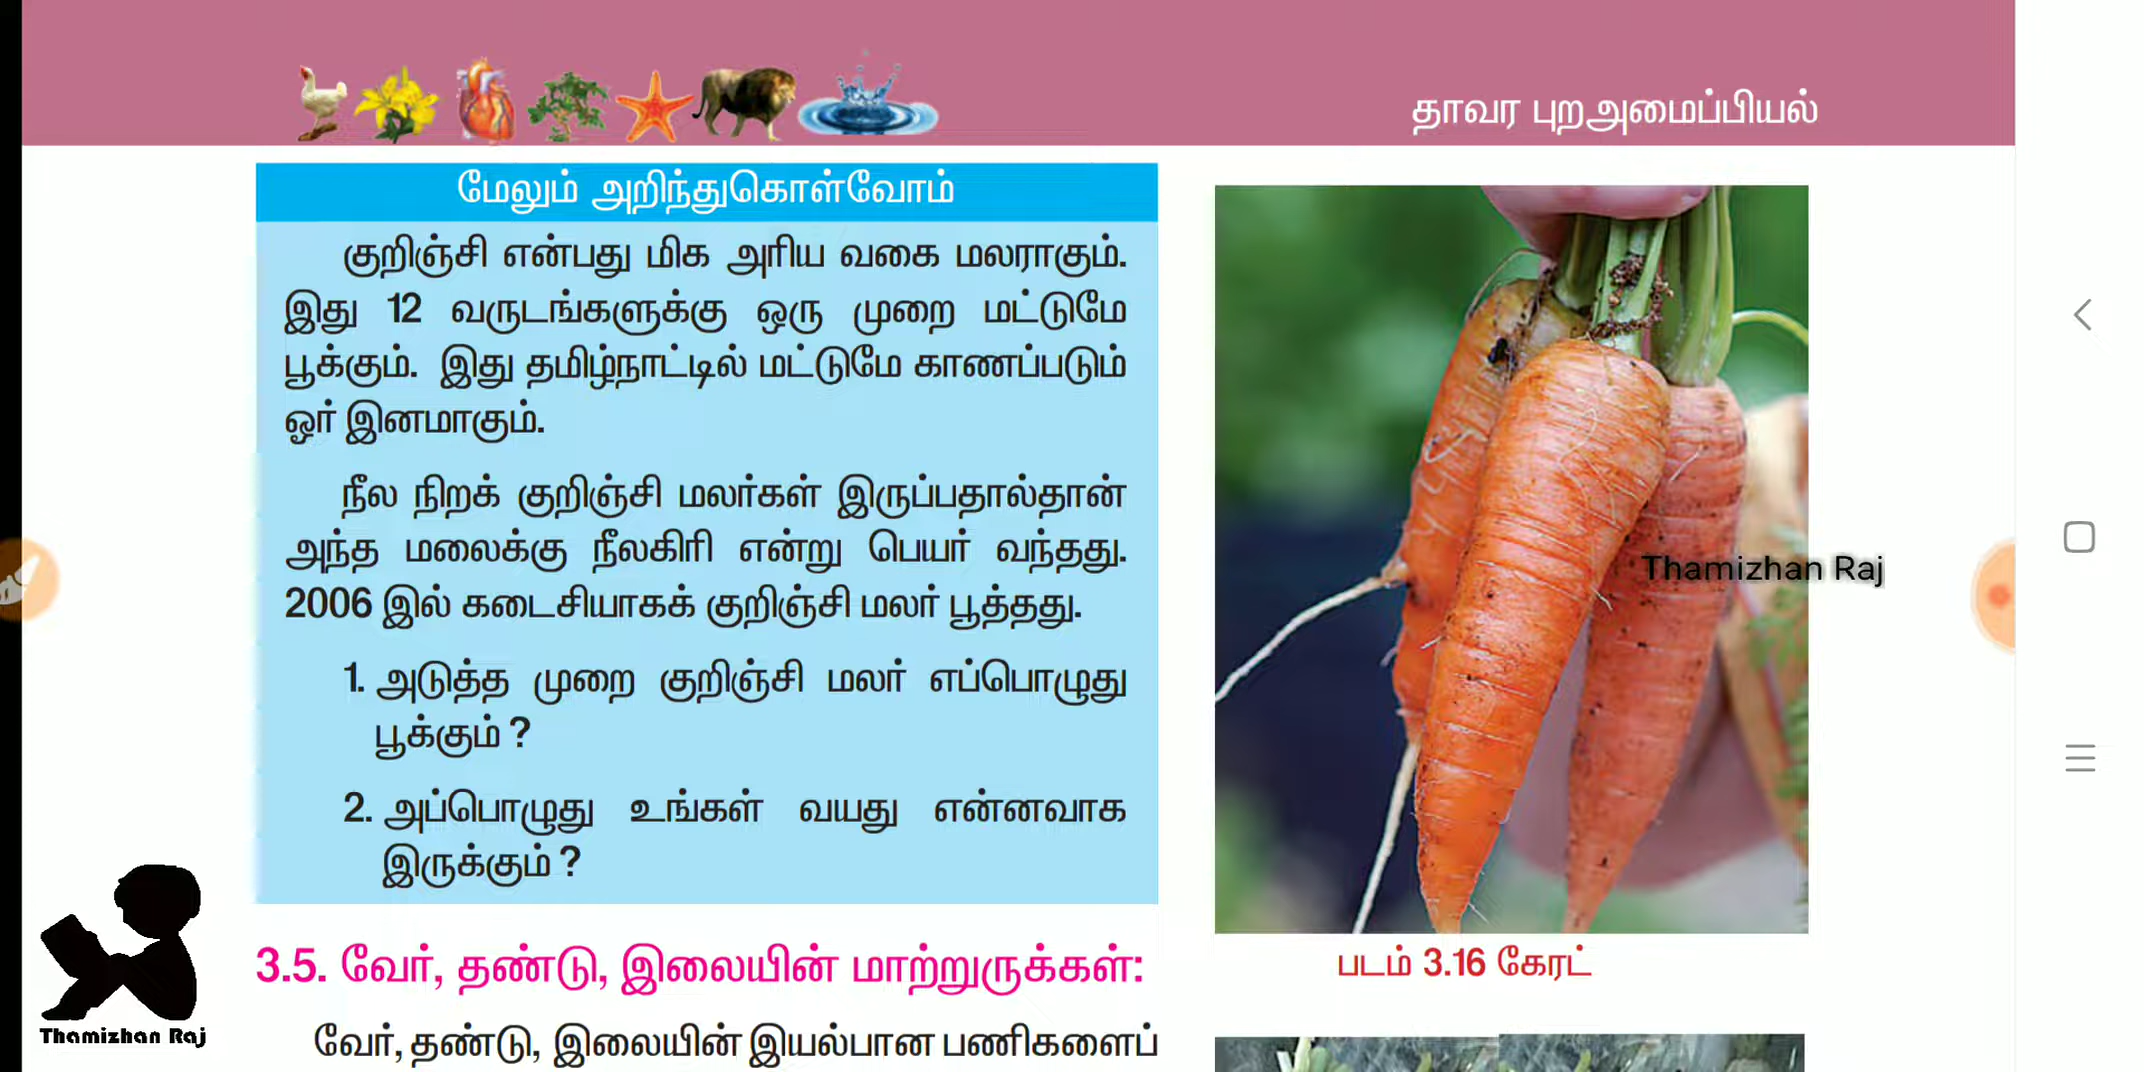 தாவர புறஅமைப்பியல்
மேலும் அறிந்துகொள்வோம்
குறிஞ்சி என்பது மிக அரிய வகை மலராகும்.
இது 12 வருடங்களுக்கு ஒரு முறை மட்டுமே
பூக்கும். இது தமிழ்நாட்டில் மட்டுமே காணப்படும்
ஓர் இனமாகும்.
நீல நிறக் குறிஞ்சி மலர்கள் இருப்பதால்தான்
அந்த மலைக்கு நீலகிரி என்று பெயர் வந்தது.
2006 இல் கடைசியாகக் குறிஞ்சி மலர் பூத்தது.
1. அடுத்த முறை குறிஞ்சி மலர் எப்பொழுது
பூக்கும் ?
2. அப்பொழுது உங்கள் வயது என்னவாக
இருக்கும் ?
3.5. வேர், தண்டு, இலையின் மாற்றுருக்கள்:
வேர், தண்டு, இலையின் இயல்பான பணிகளைப்
Thamizhan Raj
படம் 3.16 கேரட்
Thamizhan Raj